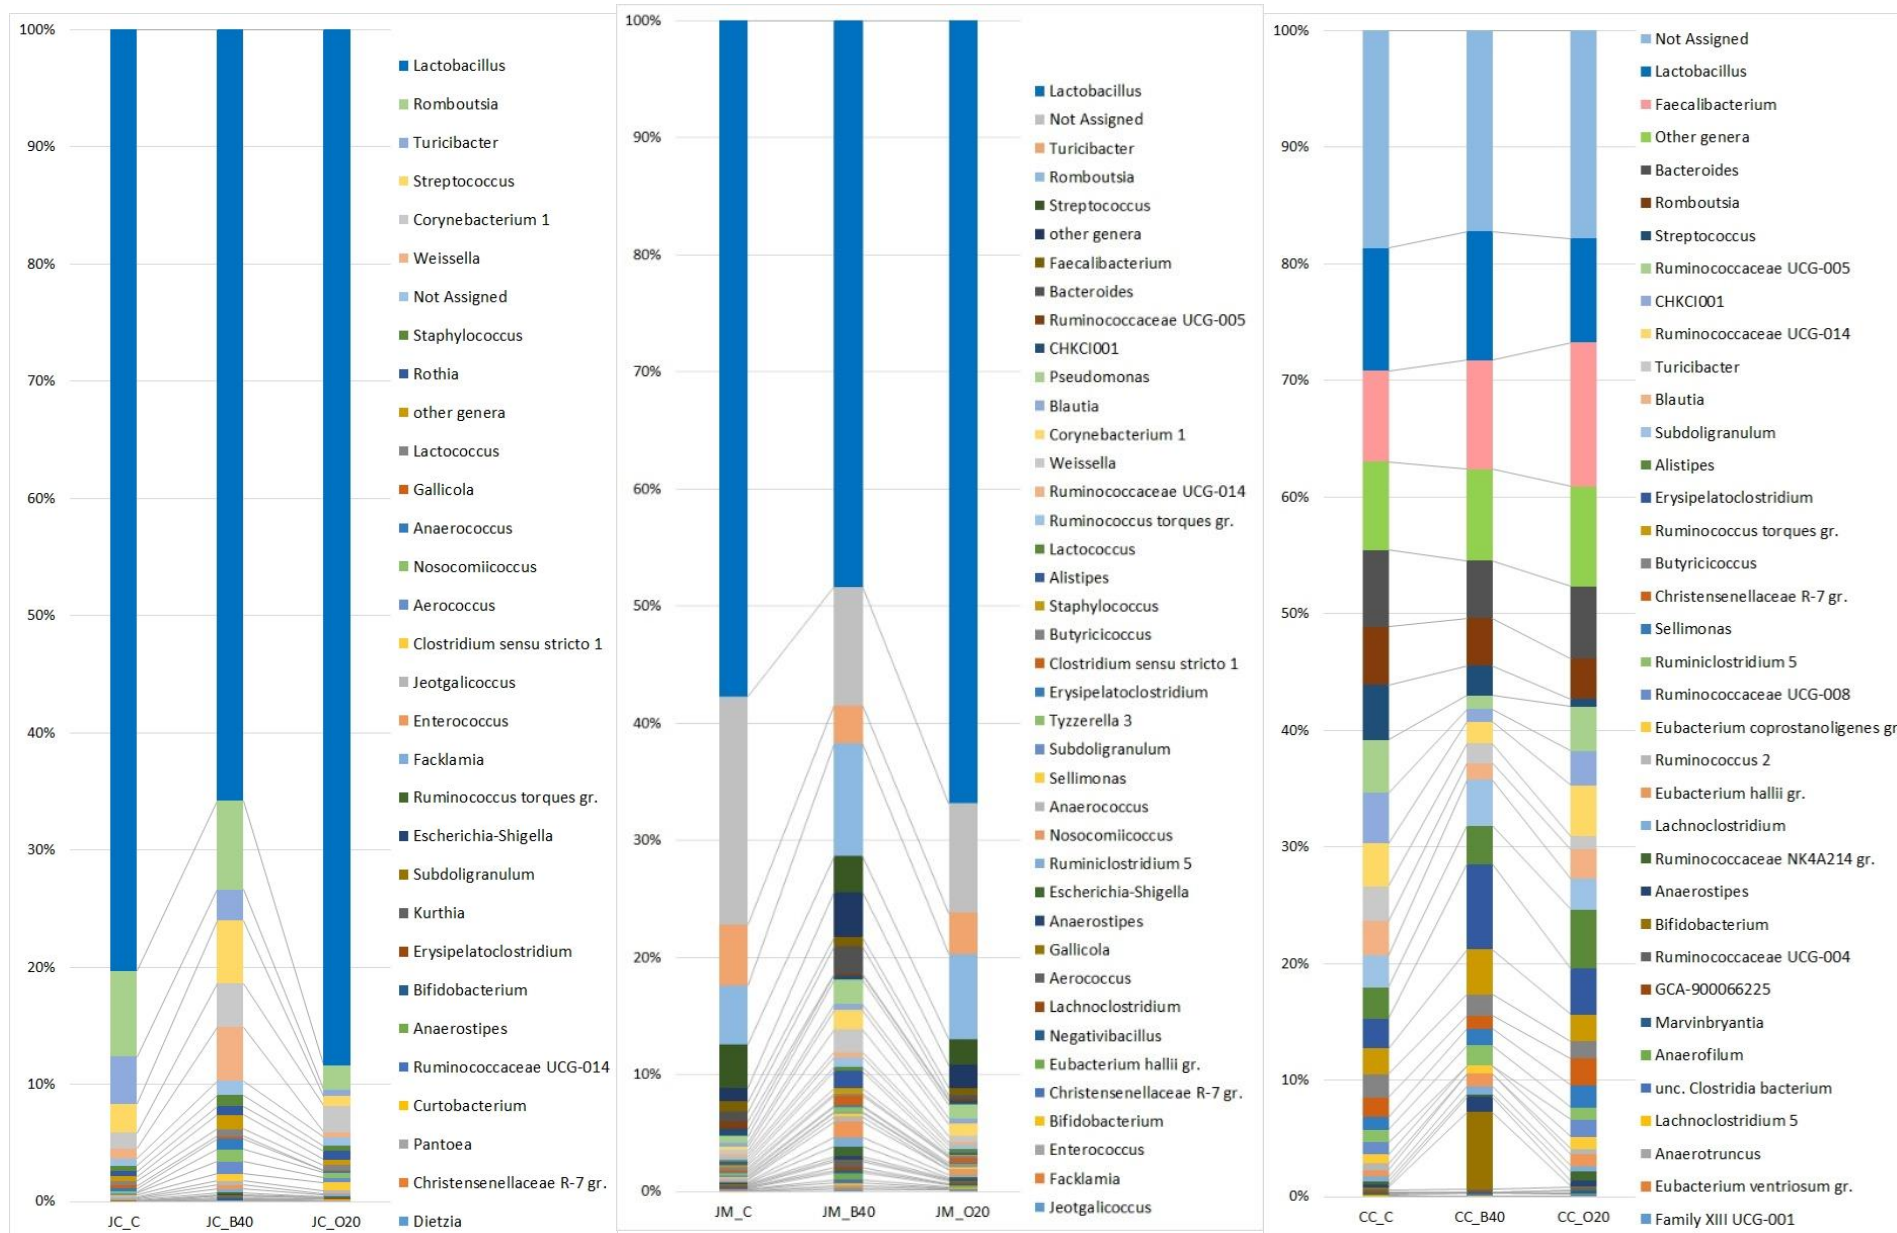 100%
90%
80%
70%
60%
50%
40%
30%
20%
10%
0%
JC_C
JC_B40
JC_O20
Lactobacillus
Romboutsia
Turicibacter
Streptococcus
Corynebacterium 1
Weissella
Not Assigned
Staphylococcus
Rothia
other genera
Lactococcus
Gallicola
Anaerococcus
Nosocomiicoccus
Aerococcus
Clostridium sensu stricto 1
Jeotgalicoccus
Enterococcus
Facklamia
Ruminococcus torques gr.
Escherichia-Shigella
Subdoligranulum
Kurthia
Erysipelatoclostridium
Bifidobacterium
Anaerostipes
Ruminococcaceae UCG-014
Curtobacterium
Pantoea
Christensenellaceae R-7 gr.
Dietzia
100%
90%
80%
70%
60%
50%
40%
30%
20%
10%
0%
JM_C
JM_B40
JM_O20
Lactobacillus
Not Assigned
Turicibacter
Romboutsia
Streptococcus
other genera
Faecalibacterium
Bacteroides
Ruminococcaceae UCG-005
CHKCI001
Pseudomonas
Blautia
Corynebacterium 1
Weissella
Ruminococcaceae UCG-014
Ruminococcus torques gr.
Lactococcus
Alistipes
Staphylococcus
Butyricicoccus
Clostridium sensu stricto 1
Erysipelatoclostridium
Tyzzerella 3
Subdoligranulum
Sellimonas
Anaerococcus
Nosocomiicoccus
Ruminiclostridium 5
Escherichia-Shigella
Anaerostipes
Gallicola
Aerococcus
Lachnoclostridium
Negativibacillus
Eubacterium hallii gr.
Christensenellaceae R-7 gr.
Bifidobacterium
Enterococcus
Facklamia
Jeotgalicoccus
100%
90%
80%
70%
60%
50%
40%
30%
20%
10%
0%
CC_C
CC_B40
CC_O20
Not Assigned
Lactobacillus
Faecalibacterium
Other genera
Bacteroides
Romboutsia
Streptococcus
Ruminococcaceae UCG-005
CHKCI001
Ruminococcaceae UCG-014
Turicibacter
Blautia
Subdoligranulum
Alistipes
Erysipelatoclostridium
Ruminococcus torques gr.
Butyricicoccus
Christensenellaceae R-7 gr.
Sellimonas
Ruminiclostridium 5
Ruminococcaceae UCG-008
Eubacterium coprostanoligenes gr
Ruminococcus 2
Eubacterium hallii gr.
Lachnoclostridium
Ruminococcaceae NK4A214 gr.
Anaerostipes
Bifidobacterium
Ruminococcaceae UCG-004
GCA-900066225
Marvinbryantia
Anaerofilum
unc. Clostridia bacterium
Lachnoclostridium 5
Anaerotruncus
Eubacterium ventriosum gr.
Family XIII UCG-001